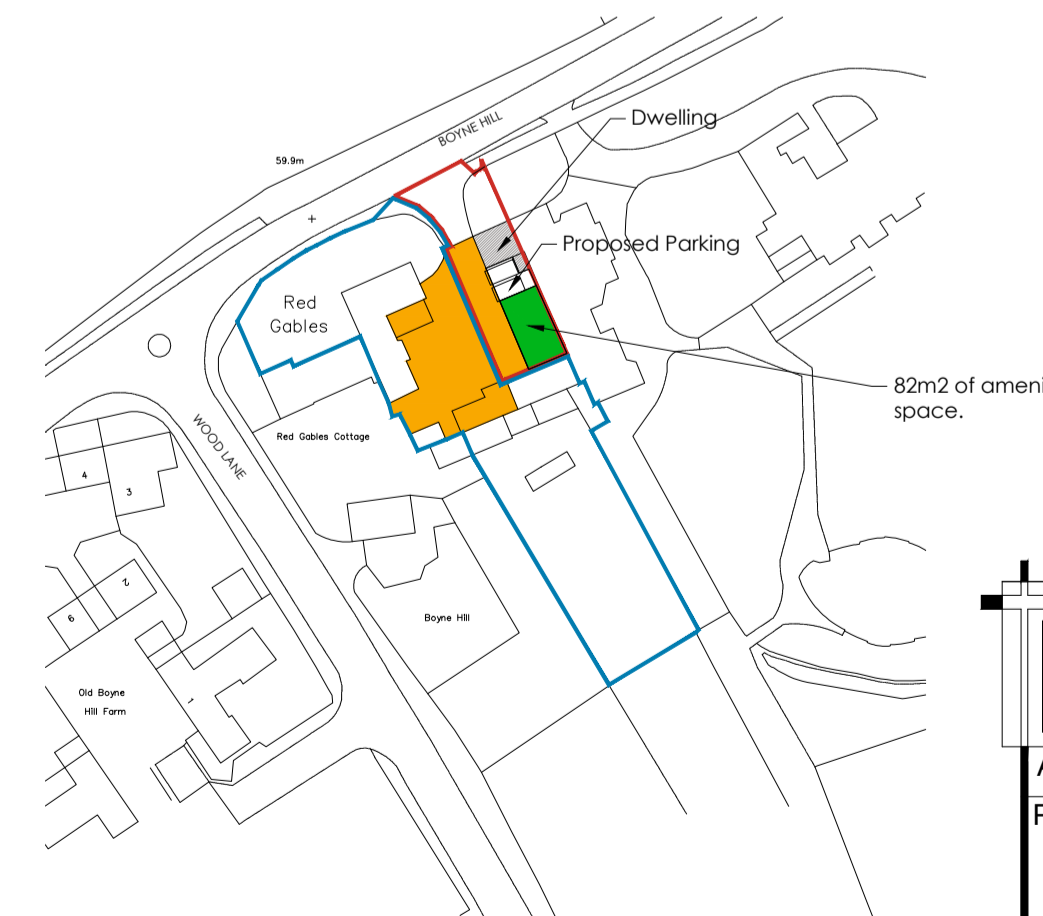 BOYNE HILL
Dwelling
59.9m
Proposed Parking
Red
Gables
82m2 of ameni
space.
WOOD LANE
Red Gables Cottage
4
3
2
6
Boyne Hill
1
Old Boyne
Hill Farm